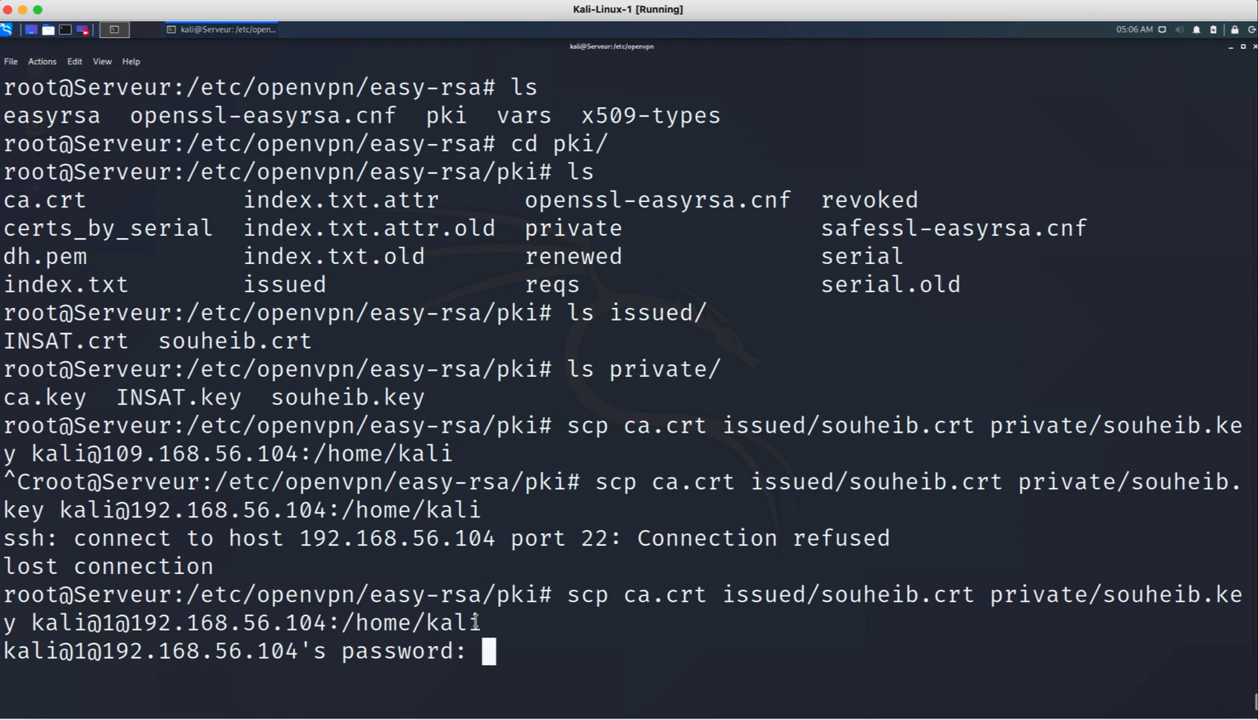 Kali-Linux-1 [Running]
kali@Serveur: /etc/open...
05:06 AM
kali@Serveur: /etc/openvpn
File Actions Edit View Help
root@Serveur:/etc/openvpn/easy-rsa# ls
easyrsa openssl-easyrsa.cnf pki vars x509-types
root@Serveur:/etc/openvpn/easy-rsa# cd pki/
root@Serveur:/etc/openvpn/easy-rsa/pki# ls
ca.crt index.txt.attr openssl-easyrsa.cnf revoked
certs_by_serial index.txt.attr.old private safessl-easyrsa.cnf
dh.pem index.txt.old renewed serial
index.txt issued reqs serial.old
root@Serveur:/etc/openvpn/easy-rsa/pki# ls issued/
INSAT.crt souheib.crt
root@Serveur:/etc/openvpn/easy-rsa/pki# ls private/
ca.key INSAT.key souheib.key
root@Serveur:/etc/openvpn/easy-rsa/pki# scp ca.crt issued/souheib.crt private/souheib.ke
y kali@109.168.56.104:/home/kali
^Croot@Serveur:/etc/openvpn/easy-rsa/pki# scp ca.crt issued/souheib.crt private/souheib.
key kali@192.168.56.104:/home/kali
ssh: connect to host 192.168.56.104 port 22: Connection refused
lost connection
root@Serveur:/etc/openvpn/easy-rsa/pki# scp ca.crt issued/souheib.crt private/souheib.ke
y kali@1@192.168.56.104:/home/kali
kali@1@192.168.56.104's password: